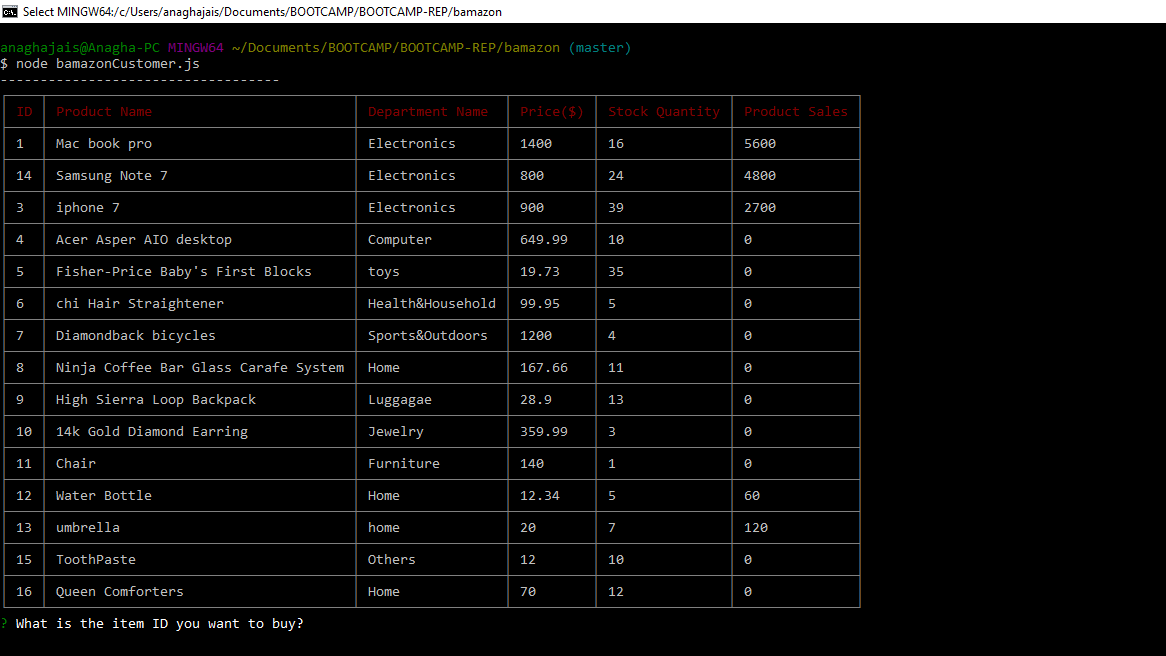 Select MINGW64:/c/Users/anaghajais/Documents/BOOTCAMP/BOOTCAMP-REP/bamazon
anaghajais@Anagha-PC MINGW64 ~/Documents/BOOTCAMP/BOOTCAMP-REP/bamazon (master)
$ node bamazonCustomer.js
-----------------------------------
ID Product Name Department Name Price($) Stock Quantity Product Sales
1 Mac book pro Electronics 1400 16 5600
14 Samsung Note 7 Electronics 800 24 4800
3 iphone 7 Electronics 900 39 2700
4 Acer Asper AIO desktop Computer 649.99 10 0
5 Fisher-Price Baby's First Blocks toys 19.73 35 0
6 chi Hair Straightener Health&Household 99.95 5 0
7 Diamondback bicycles Sports&Outdoors 1200 4 0
8 Ninja Coffee Bar Glass Carafe System Home 167.66 11 0
9 High Sierra Loop Backpack Luggagae 28.9 13 0
10 14k Gold Diamond Earring Jewelry 359.99 3 0
11 Chair Furniture 140 1 0
12 Water Bottle Home 12.34 5 60
13 umbrella home 20 7 120
15 ToothPaste Others 12 10 0
16 Queen Comforters Home 70 12 0
? What is the item ID you want to buy?